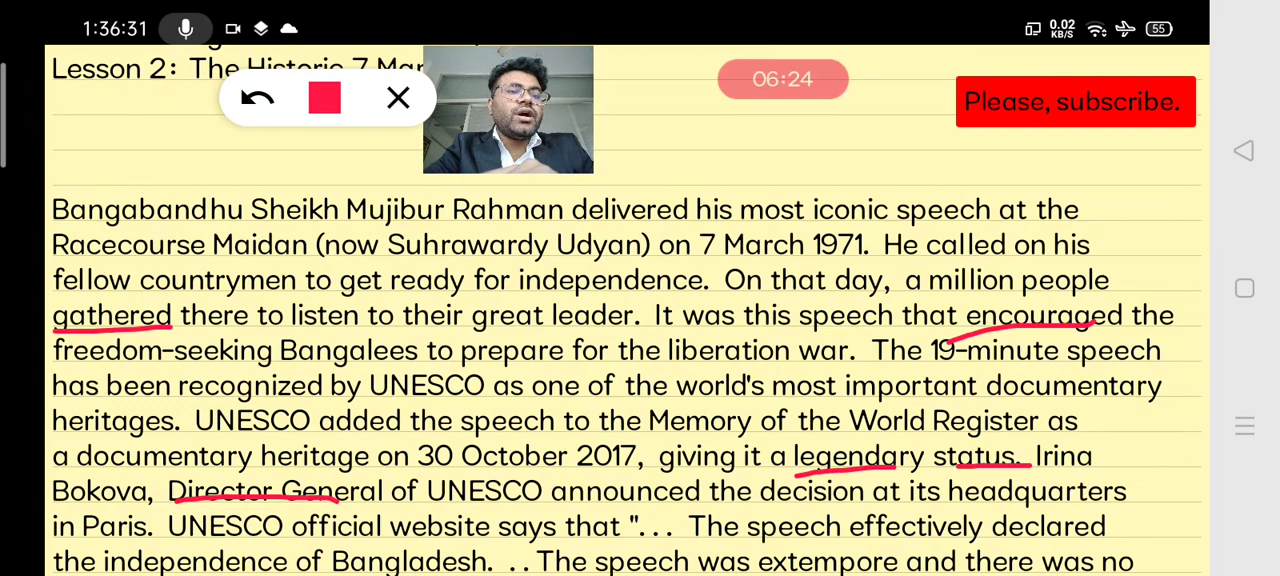 1:36:31
0.02 KB/S
55
Lesson 2: The Historic 7 Mar
06:24
Please, subscribe.
Bangabandhu Sheikh Mujibur Rahman delivered his most iconic speech at the
Racecourse Maidan (now Suhrawardy Udyan) on 7 March 1971. He called on his
fellow countrymen to get ready for independence. On that day, a million people
gathered there to listen to their great leader. It was this speech that encouraged the
freedom-seeking Bangalees to prepare for the liberation war. The 19-minute speech
has been recognized by UNESCO as one of the world's most important documentary
heritages. UNESCO added the speech to the Memory of the World Register as
a documentary heritage on 30 October 2017, giving it a legendary status. Irina
Bokova, Director General of UNESCO announced the decision at its headquarters
in Paris. UNESCO official website says that "... The speech effectively declared
the independence of Bangladesh. . . The speech was extempore and there was no